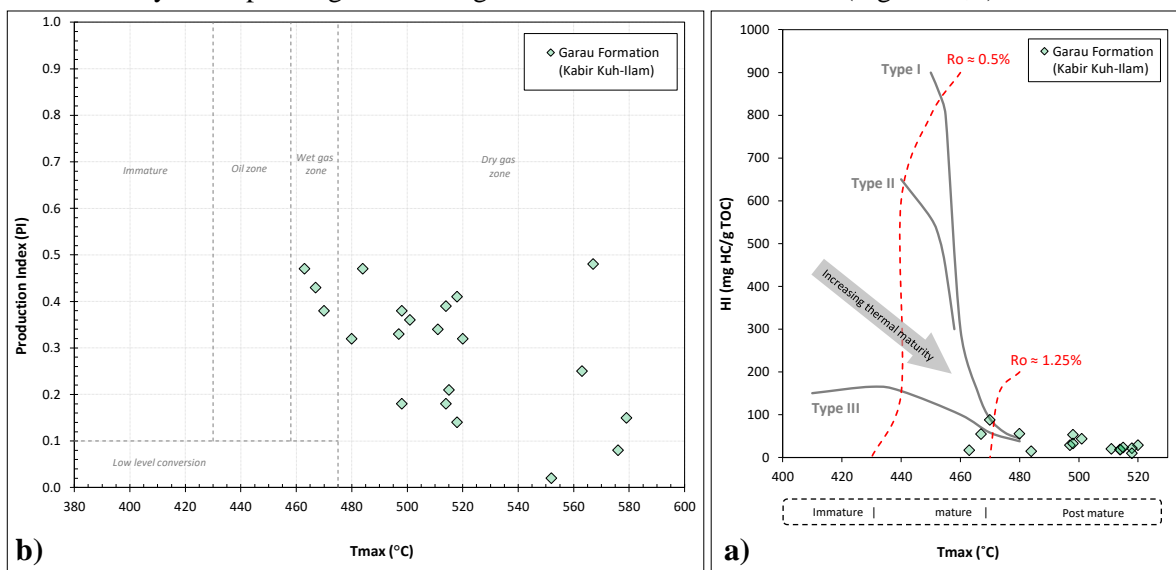 1.0
0.9
0.8
0.7
0.6
0.5
0.4
0.3
0.2
0.1
0.0
Production Index (PI)
Garau Formation
(Kabir Kuh-Ilam)
Immature
Oil zone
Wet gas
zone
Dry gas
zone
Low level conversion
380 400 420 440 460 480 500 520 540 560 580 600
Tmax (°C)
b)
1000
900
800
700
600
500
400
300
200
100
0
HI (mg HC/g TOC)
Garau Formation
(Kabir Kuh-Ilam)
Ro ≈ 0.5%
Type I
Type II
Increasing thermal maturity
Ro ≈ 1.25%
Type III
400 420 440 460 480 500 520
Immature | mature | Post mature
Tmax (˚C)
a)